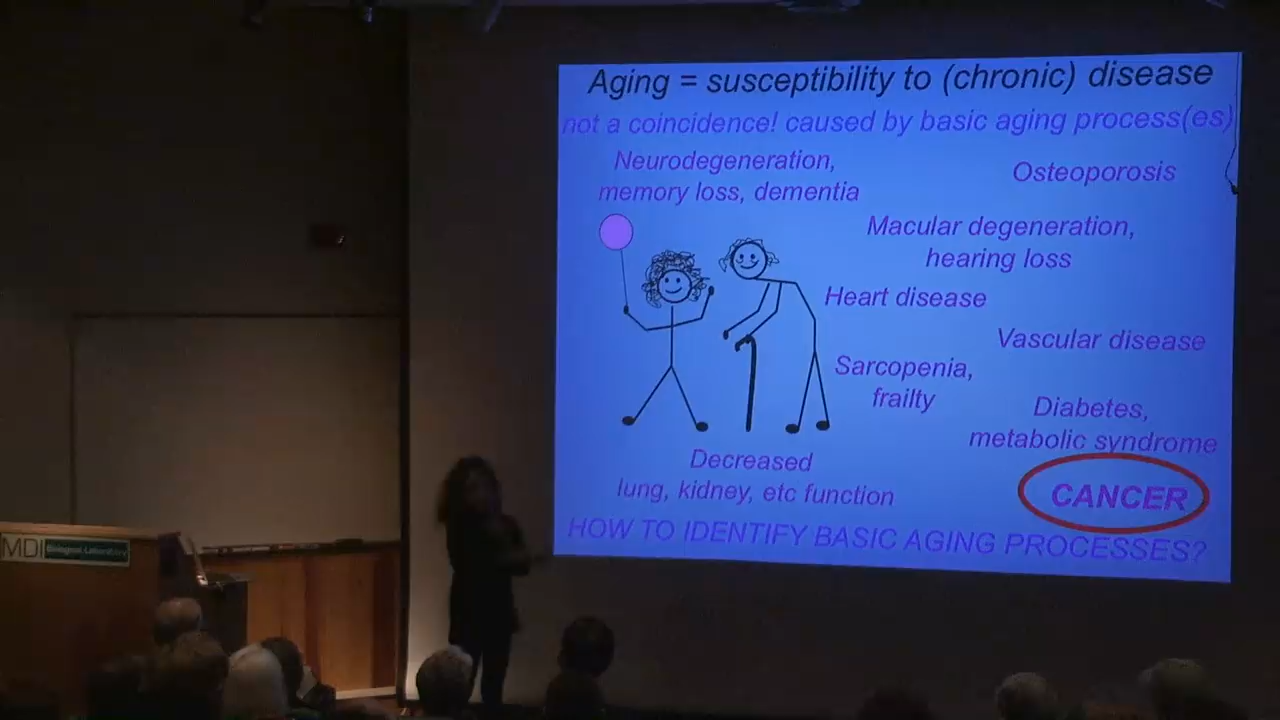 Aging = susceptibility to (chronic) disease
not a coincidence! caused by basic aging process(es)
Neurodegeneration,
memory loss, dementia
Osteoporosis
Macular degeneration,
hearing loss
Heart disease
Vascular disease
Sarcopenia,
frailty
Diabetes,
metabolic syndrome
Decreased
lung, kidney, etc function
CANCER
HOW TO IDENTIFY BASIC AGING PROCESSES?
MDI Biological Laboratory